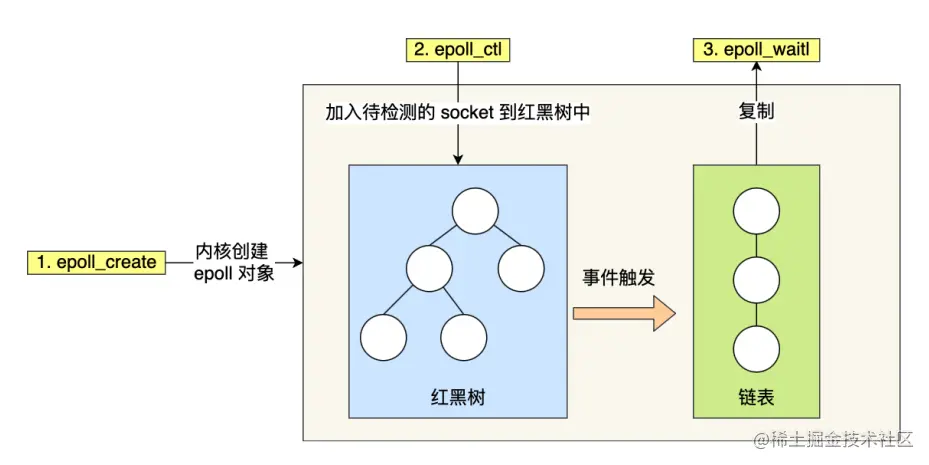 2. epoll_ctl
3. epoll_waitl
加入待检测的 socket 到红黑树中
复制
1. epoll_create
内核创建
epoll 对象
事件触发
红黑树
链表
@稀土掘金技术社区